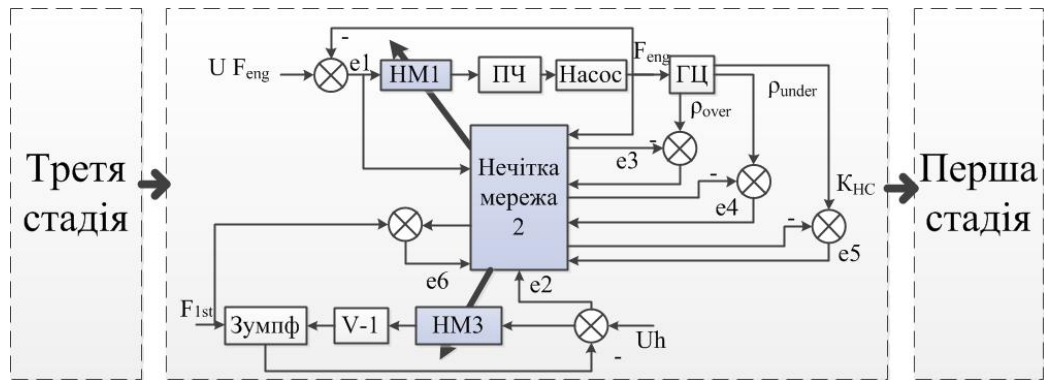 Третя
стадія
U F_eng
-
e1
НМ1
ПЧ
Насос
F_eng
ГЦ
ρ_over
ρ_under
K_НС
-
e3
-
e4
-
e5
Нечітка
мережа
2
e6
e2
F_1st
Зумпф
V-1
НМ3
Uh
-
Перша
стадія